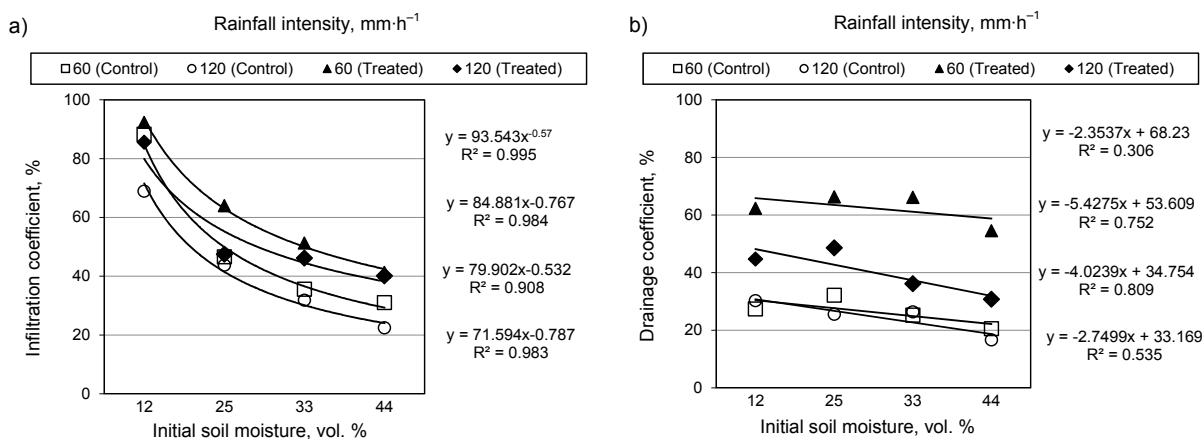 a)
Rainfall intensity, mm·h⁻¹
□ 60 (Control) ○ 120 (Control) ▲ 60 (Treated) ◆ 120 (Treated)
Infiltration coefficient, %
100
80
60
40
20
0
12 25 33 44
Initial soil moisture, vol. %
y = 93.543x⁻⁰·⁵⁷
R² = 0.995
y = 84.881x-0.767
R² = 0.984
y = 79.902x-0.532
R² = 0.908
y = 71.594x-0.787
R² = 0.983
b)
Rainfall intensity, mm·h⁻¹
□ 60 (Control) ○ 120 (Control) ▲ 60 (Treated) ◆ 120 (Treated)
Drainage coefficient, %
100
80
60
40
20
0
12 25 33 44
Initial soil moisture, vol. %
y = -2.3537x + 68.23
R² = 0.306
y = -5.4275x + 53.609
R² = 0.752
y = -4.0239x + 34.754
R² = 0.809
y = -2.7499x + 33.169
R² = 0.535